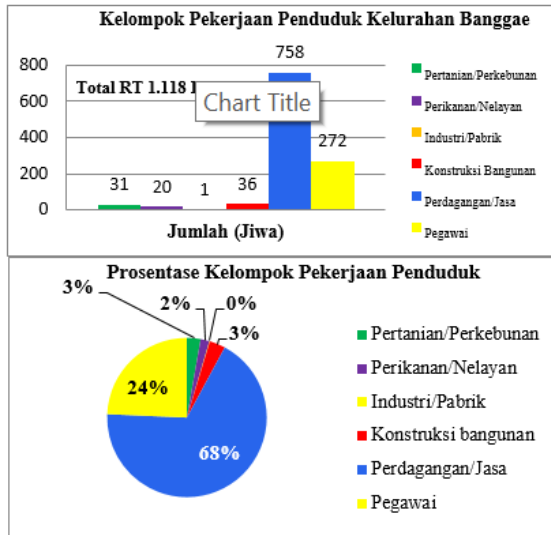 Kelompok Pekerjaan Penduduk Kelurahan Banggae
800
600
400
200
0
Total RT 1.118
Chart Title
31
20
1
36
758
272
Jumlah (Jiwa)
Pertanian/Perkebunan
Perikanan/Nelayan
Industri/Pabrik
Konstruksi Bangunan
Perdagangan/Jasa
Pegawai
Prosentase Kelompok Pekerjaan Penduduk
3%
2%
0%
3%
24%
68%
Pertanian/Perkebunan
Perikanan/Nelayan
Industri/Pabrik
Konstruksi bangunan
Perdagangan/Jasa
Pegawai